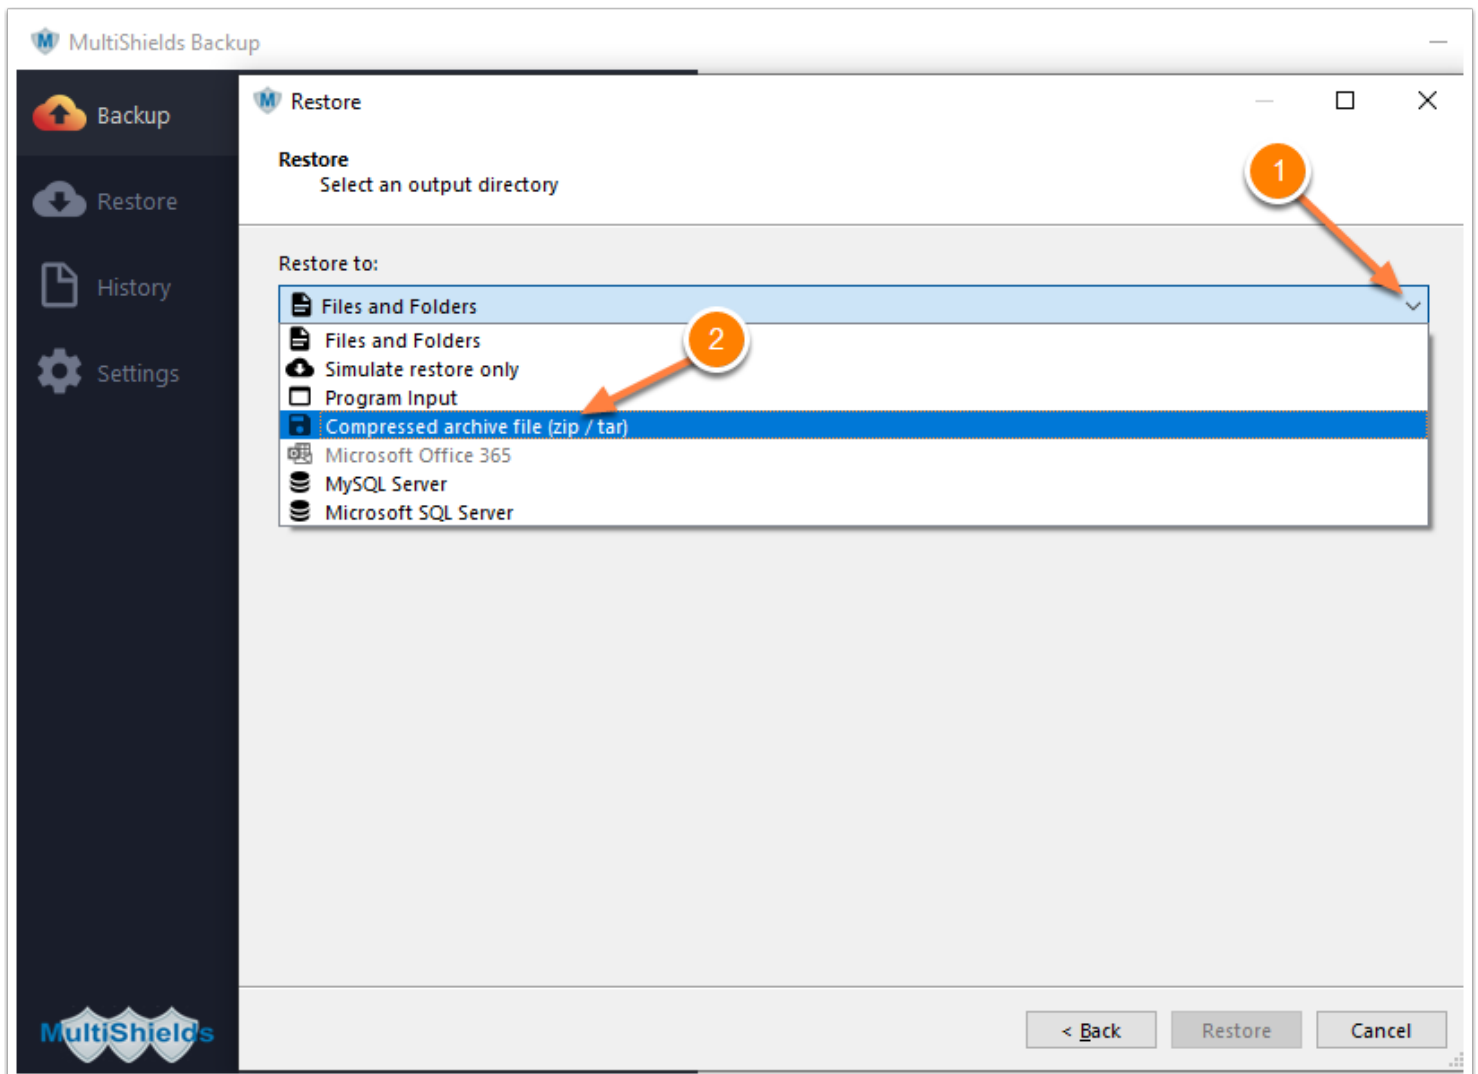 MultiShields Backup
Backup
Restore
History
Settings
MultiShields
Restore
Restore
Select an output directory
1
Restore to:
Files and Folders
2
Files and Folders
Simulate restore only
Program Input
Compressed archive file (zip / tar)
Microsoft Office 365
MySQL Server
Microsoft SQL Server
< Back
Restore
Cancel